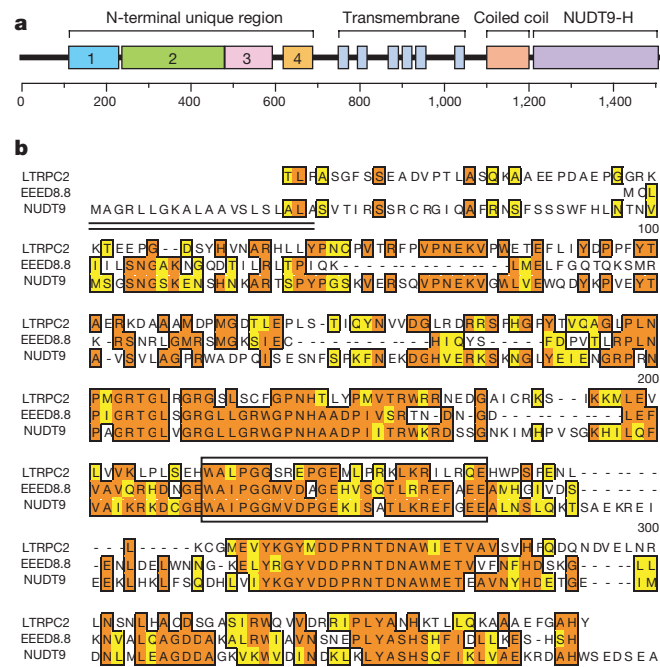 a
N-terminal unique region Transmembrane Coiled coil NUDT9-H
1 2 3 4
0 200 400 600 800 1,000 1,200 1,400
b
LTRPC2 TLRASGFSSEADVPTLASQKAAEEPDAEPGGRK
EEED8.8 MCL
NUDT9 MAGRLLGKALAAVSLSLALASVTIRSSRCRGIQAFRNSFSSSWFHLNTNV
100
LTRPC2 KTEEPG--DSYHVNARHLLYPNCPVTRFPVPNEKVPWETEFLIYDPPFYT
EEED8.8 IILSNGAKNGQDTILRLTPIQK------------LMELFGQTQKSMR
NUDT9 MSGSNGSKENSHNKARTSPYPGSKVERSQVPNEKVGWLVEWQDYKPVEYT
LTRPC2 AERKDAAAMDPMGDTLEPLS-TIQYNVVDGLRDRRSFHGPYTVQAGLPLN
EEED8.8 K-RSNRLGMRSMGKSIEC--------HIQYS----FDPVTLRPLN
NUDT9 A-VSVLAGPRWADPQISESNFSPKFNEKDGHVERKSKNGLYEIENGRPRN
200
LTRPC2 PMGRTGLRGRGSLSCFGPNHTLYPMVTRWRRNEDGAICRKS--IKKMLEV
EEED8.8 PIGRTGLSGRGLLGRWGPNHAADPIVSRTN-DN-GD----------LEF
NUDT9 PAGRTGLVGRGLLGRWGPNHAADPIITRWKRDSSGNKIMHPVSGKHILQF
LTRPC2 LVVKLPLSEHWALPGGSREPGEMLPRKLKRILRQEHWPSFENL------
EEED8.8 VAVQRHDNGEWAIPGGMVDAGEHVSQTLRREFAEEAMHGIVDS------
NUDT9 VAIKRKDCGEWAIPGGMVDPGEKISATLKREFGEEALNSLQKTSAEKREI
300
LTRPC2 ---L-----KCGMEVYKGYMDDPRNTDNAWIETVAVSVHFQDQNDVELNR
EEED8.8 -ENLDELWNNG-KELYRGYVDDPRNTDNAWMETVVFNFHDSKG---LL
NUDT9 EEKLHKLFSQDHLVIYKGYVDDPRNTDNAWMETEAVNYHDETGE---IM
LTRPC2 LNSNLHACDSGASIRWQVVDRRIPLYANHKTLLQKAAAEFGAHY
EEED8.8 KNVALQAGDDAKALRWIAVNSNEPLYASHSHFIDLLKES-HSH
NUDT9 DNLMLEAGDDAGKVKWVDINDKLKLYASHSQFIKLVAEKRDAHWSEDSEA